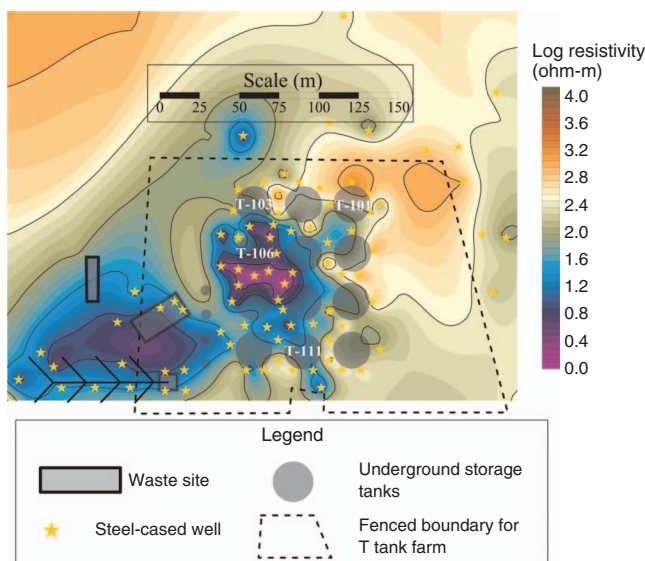 Log resistivity
(ohm-m)
Scale (m)
0 25 50 75 100 125 150
4.0
3.6
3.2
2.8
2.4
2.0
1.6
1.2
0.8
0.4
0.0
T-103
T-101
T-106
T-111
Legend
Waste site
Underground storage
tanks
Steel-cased well
Fenced boundary for
T tank farm